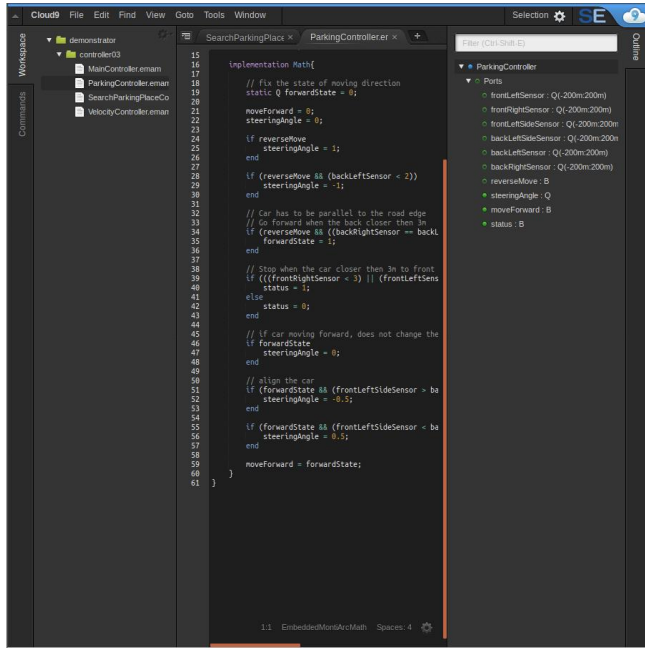 Cloud9 File Edit Find View Goto Tools Window Selection SE 9
Workspace
Commands
demonstrator
controller03
MainController.emam
ParkingController.emam
SearchParkingPlaceCo
VelocityController.emam
SearchParkingPlace × ParkingController.er × +
15
16 implementation Math{
17
18 // fix the state of moving direction
19 static Q forwardState = 0;
20
21 moveForward = 0;
22 steeringAngle = 0;
23
24 if reverseMove
25 steeringAngle = 1;
26 end
27
28 if (reverseMove && (backLeftSensor < 2))
29 steeringAngle = -1;
30 end
31
32 // Car has to be parallel to the road edge
33 // Go forward when the back closer then 3m
34 if (reverseMove && ((backRightSensor == backL
35 forwardState = 1;
36 end
37
38 // Stop when the car closer then 3m to front
39 if (((frontRightSensor < 3) || (frontLeftSens
40 status = 1;
41 else
42 status = 0;
43 end
44
45 // if car moving forward, does not change the
46 if forwardState
47 steeringAngle = 0;
48 end
49
50 // align the car
51 if (forwardState && (frontLeftSideSensor > ba
52 steeringAngle = -0.5;
53 end
54
55 if (forwardState && (frontLeftSideSensor < ba
56 steeringAngle = 0.5;
57 end
58
59 moveForward = forwardState;
60 }
61 }
1:1 EmbeddedMontiArcMath Spaces: 4
Filter (Ctrl-Shift-E)
Outline
ParkingController
Ports
frontLeftSensor : Q(-200m:200m)
frontRightSensor : Q(-200m:200m)
frontLeftSideSensor : Q(-200m:200m
backLeftSideSensor : Q(-200m:200m
backLeftSensor : Q(-200m:200m)
backRightSensor : Q(-200m:200m)
reverseMove : B
steeringAngle : Q
moveForward : B
status : B